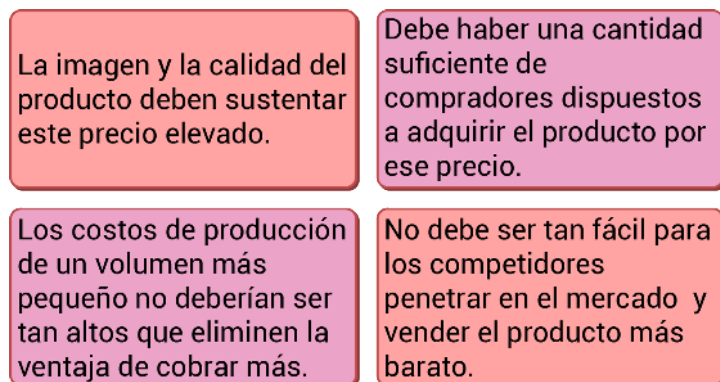 La imagen y la calidad del
producto deben sustentar
este precio elevado.
Debe haber una cantidad
suficiente de
compradores dispuestos
a adquirir el producto por
ese precio.
Los costos de producción
de un volumen más
pequeño no deberían ser
tan altos que eliminen la
ventaja de cobrar más.
No debe ser tan fácil para
los competidores
penetrar en el mercado y
vender el producto más
barato.